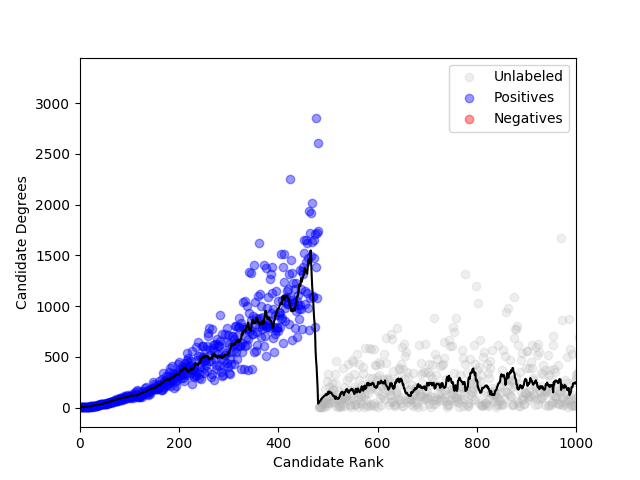 Unlabeled
Positives
Negatives
3000
2500
2000
1500
1000
500
0
Candidate Degrees
0 200 400 600 800 1000
Candidate Rank